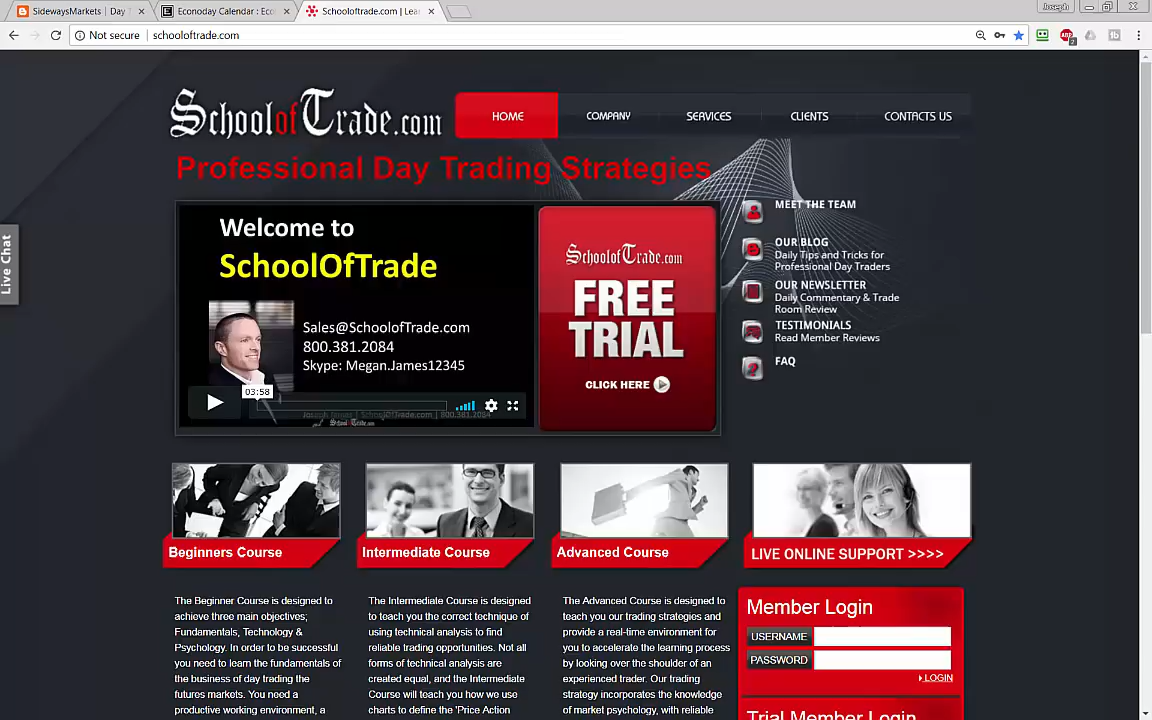 SidewaysMarkets | Day T
Econoday Calendar : Eco
Schooloftrade.com | Lea
Joseph
Not secure
schooloftrade.com
SchoolofTrade.com
HOME
COMPANY
SERVICES
CLIENTS
CONTACTS US
Professional Day Trading Strategies
Live Chat
Welcome to
SchoolOfTrade
Sales@SchoolofTrade.com
800.381.2084
Skype: Megan.James12345
03:58
SchoolofTrade.com
FREE
TRIAL
CLICK HERE
MEET THE TEAM
OUR BLOG
Daily Tips and Tricks for
Professional Day Traders
OUR NEWSLETTER
Daily Commentary & Trade
Room Review
TESTIMONIALS
Read Member Reviews
FAQ
Beginners Course
Intermediate Course
Advanced Course
LIVE ONLINE SUPPORT >>>>
The Beginner Course is designed to
achieve three main objectives;
Fundamentals, Technology &
Psychology. In order to be successful
you need to learn the fundamentals of
the business of day trading the
futures markets. You need a
productive working environment, a
The Intermediate Course is designed
to teach you the correct technique of
using technical analysis to find
reliable trading opportunities. Not all
forms of technical analysis are
created equal, and the Intermediate
Course will teach you how we use
charts to define the 'Price Action
The Advanced Course is designed to
teach you our trading strategies and
provide a real-time environment for
you to accelerate the learning process
by looking over the shoulder of an
experienced trader. Our trading
strategy incorporates the knowledge
of market psychology, with reliable
Member Login
USERNAME
PASSWORD
LOGIN
Trial Member Login